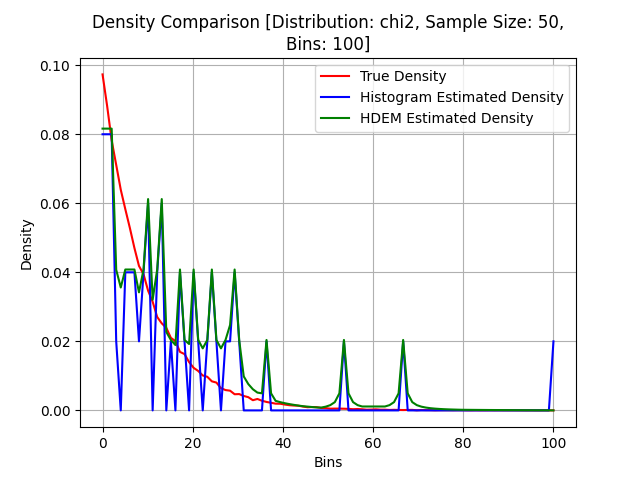 Density Comparison [Distribution: chi2, Sample Size: 50,
Bins: 100]
True Density
Histogram Estimated Density
HDEM Estimated Density
Density
0.10
0.08
0.06
0.04
0.02
0.00
0 20 40 60 80 100
Bins